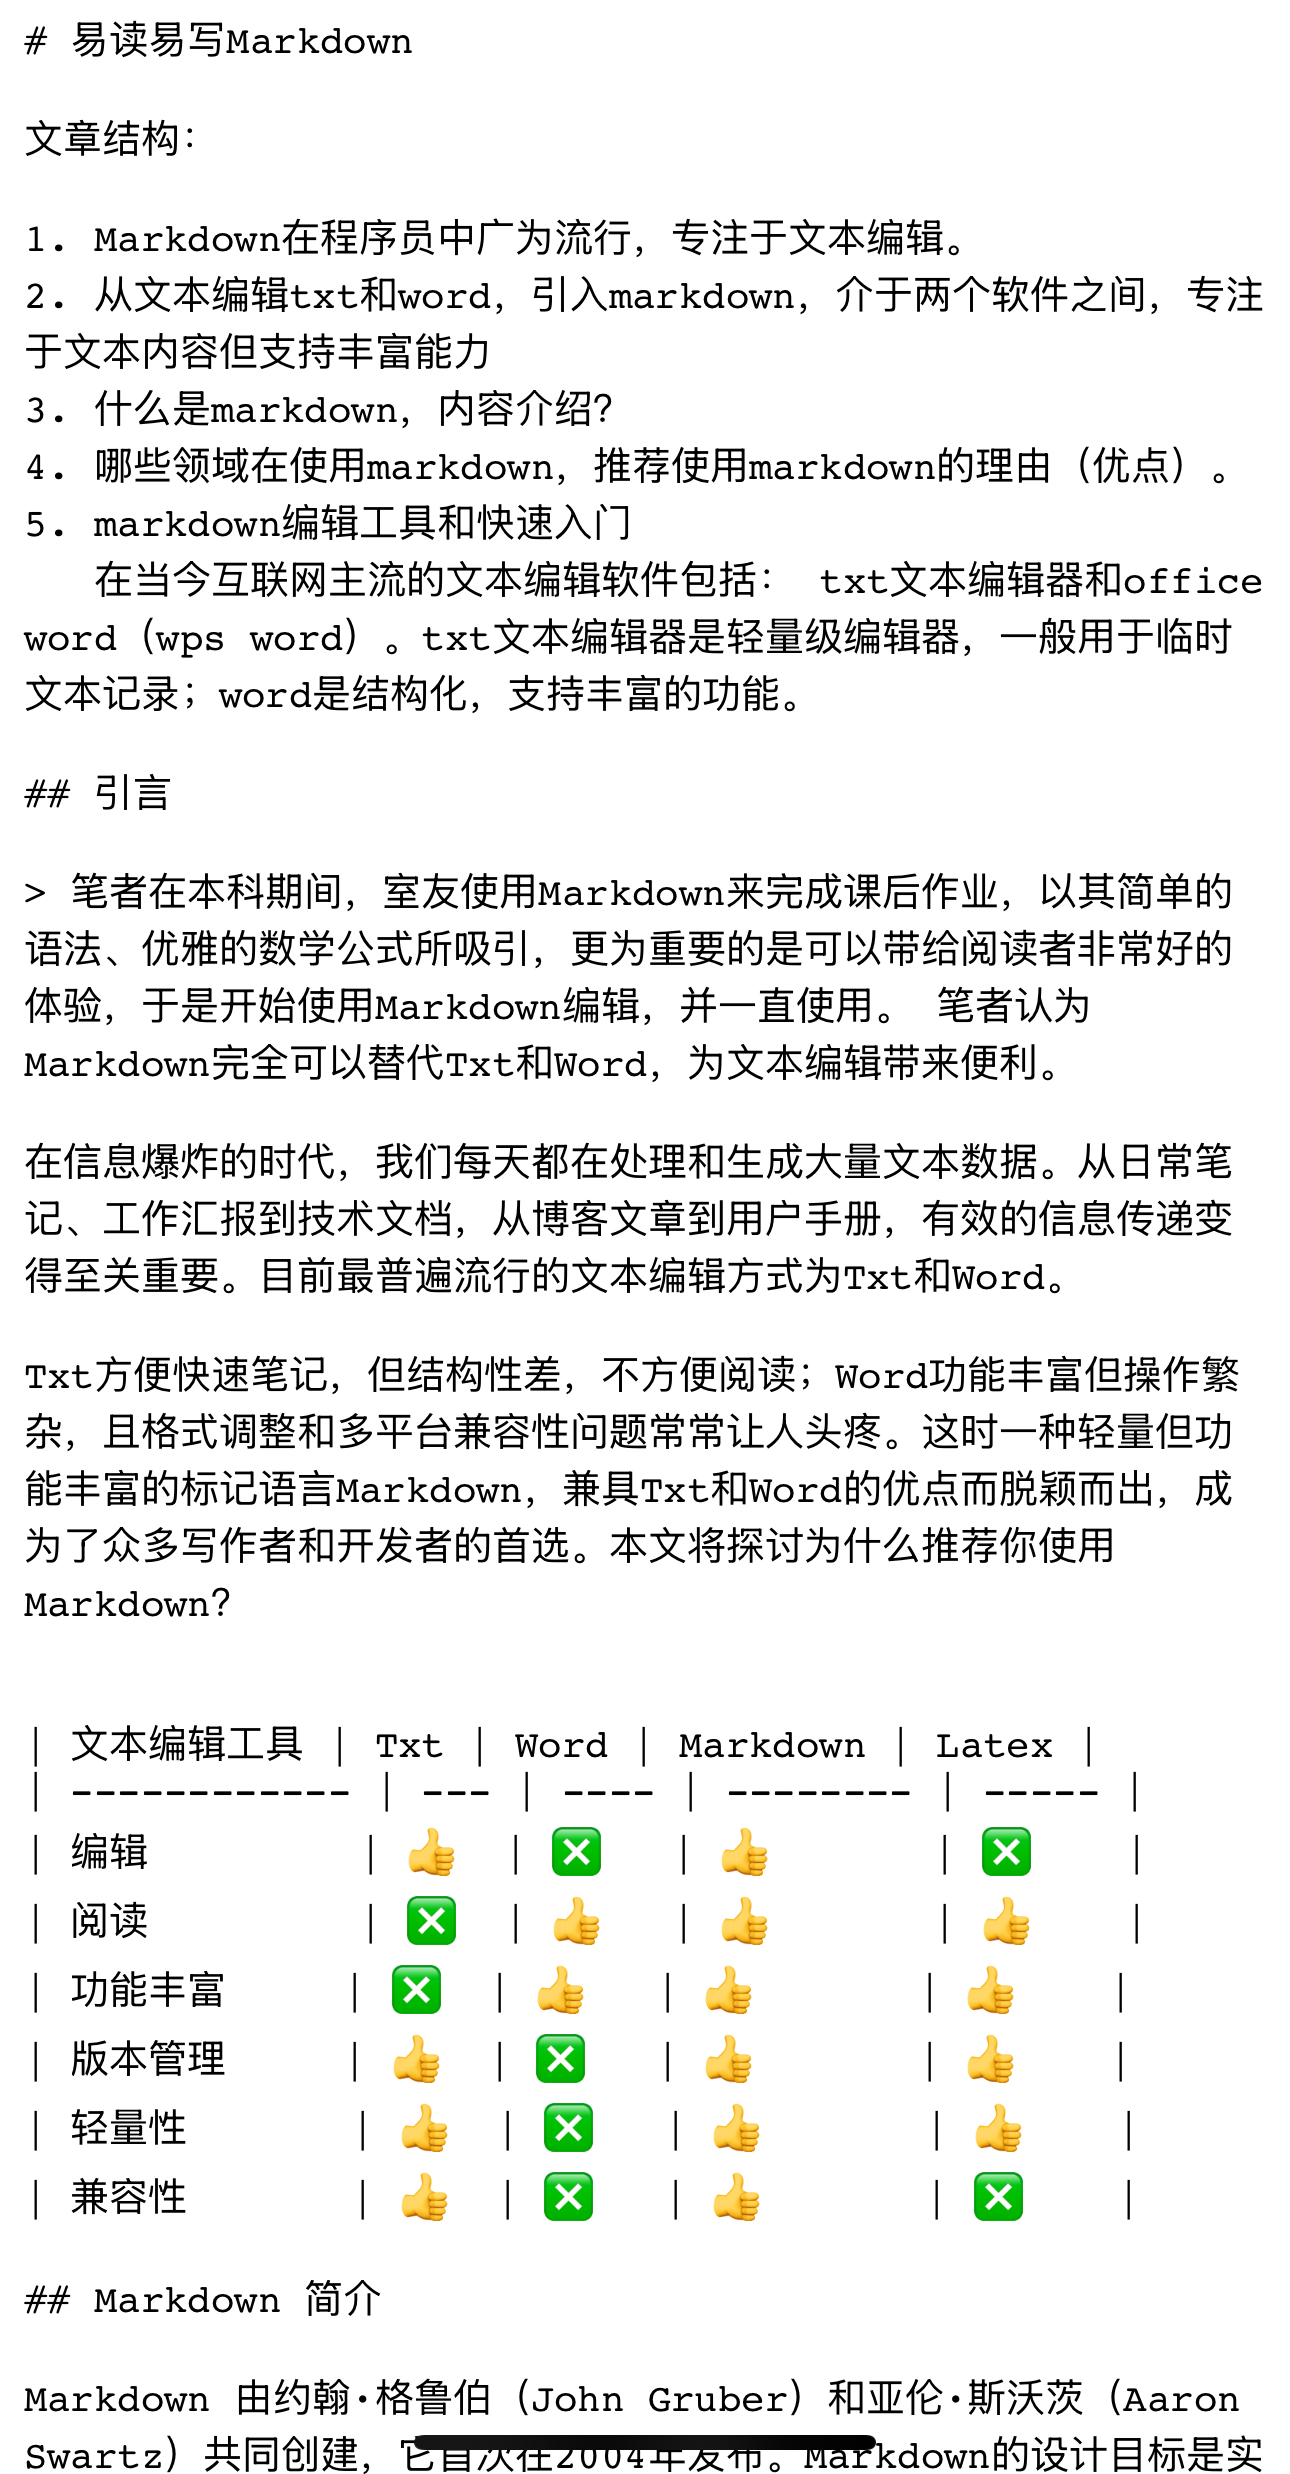 # 易读易写Markdown
文章结构：
1. Markdown在程序员中广为流行，专注于文本编辑。
2. 从文本编辑txt和word，引入markdown，介于两个软件之间，专注
于文本内容但支持丰富能力
3. 什么是markdown，内容介绍？
4. 哪些领域在使用markdown，推荐使用markdown的理由（优点）。
5. markdown编辑工具和快速入门
在当今互联网主流的文本编辑软件包括： txt文本编辑器和office
word（wps word）。txt文本编辑器是轻量级编辑器，一般用于临时
文本记录；word是结构化，支持丰富的功能。
## 引言
> 笔者在本科期间，室友使用Markdown来完成课后作业，以其简单的
语法、优雅的数学公式所吸引，更为重要的是可以带给阅读者非常好的
体验，于是开始使用Markdown编辑，并一直使用。 笔者认为
Markdown完全可以替代Txt和Word，为文本编辑带来便利。
在信息爆炸的时代，我们每天都在处理和生成大量文本数据。从日常笔
记、工作汇报到技术文档，从博客文章到用户手册，有效的信息传递变
得至关重要。目前最普遍流行的文本编辑方式为Txt和Word。
Txt方便快速笔记，但结构性差，不方便阅读；Word功能丰富但操作繁
杂，且格式调整和多平台兼容性问题常常让人头疼。这时一种轻量但功
能丰富的标记语言Markdown，兼具Txt和Word的优点而脱颖而出，成
为了众多写作者和开发者的首选。本文将探讨为什么推荐你使用
Markdown？
| 文本编辑工具 | Txt | Word | Markdown | Latex |
| ------------ | --- | ---- | -------- | ----- |
| 编辑 | 👍 | ❎ | 👍 | ❎ |
| 阅读 | ❎ | 👍 | 👍 | 👍 |
| 功能丰富 | ❎ | 👍 | 👍 | 👍 |
| 版本管理 | 👍 | ❎ | 👍 | 👍 |
| 轻量性 | 👍 | ❎ | 👍 | 👍 |
| 兼容性 | 👍 | ❎ | 👍 | ❎ |
## Markdown 简介
Markdown 由约翰·格鲁伯（John Gruber）和亚伦·斯沃茨（Aaron
Swartz）共同创建，它首次在2004年发布。Markdown的设计目标是实